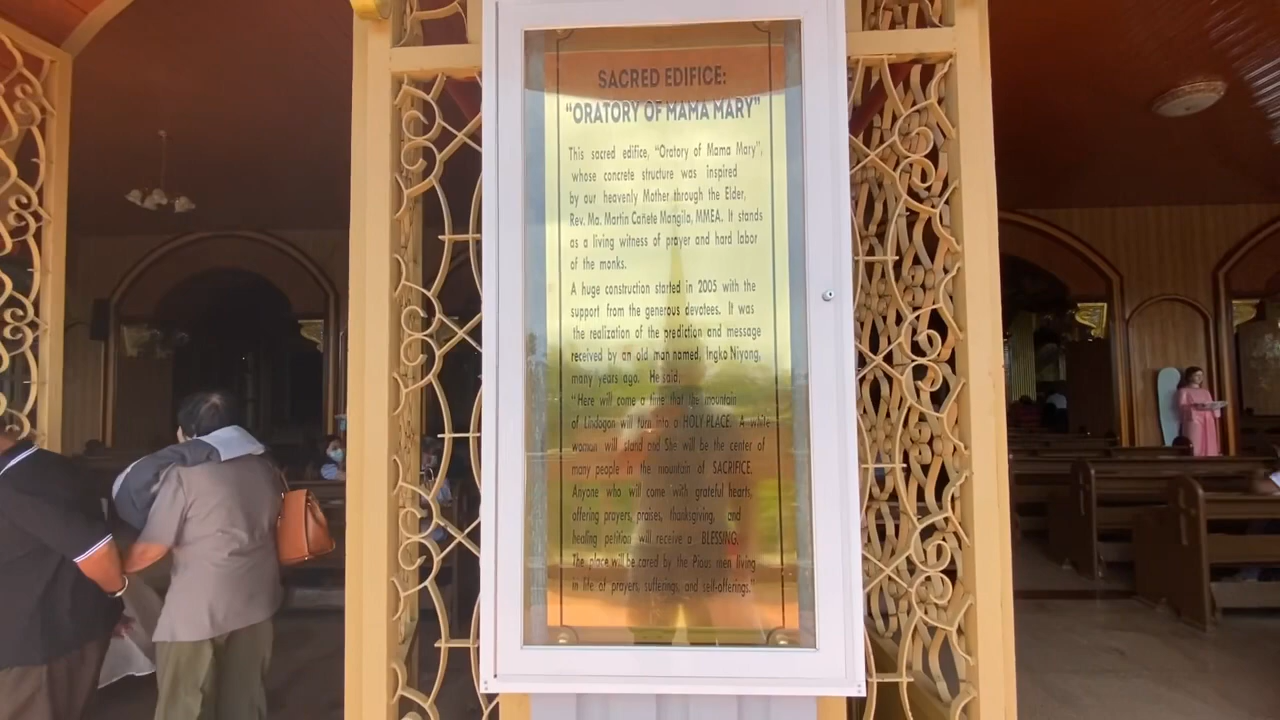 SACRED EDIFICE:
"ORATORY OF MAMA MARY"
This sacred edifice, "Oratory of Mama Mary",
whose concrete structure was inspired
by our heavenly Mother through the Elder,
Rev. Mo. Martin Cañete Mangila, MMEA. It stands
as a living witness of prayer and hard labor
of the monks.
A huge construction started in 2005 with the
support from the generous devotees. It was
the realization of the prediction and message
received by an old man named, Ingko Niyong,
many years ago. He said,
"Here will come a time that the mountain
of Lindogon will turn into a HOLY PLACE. A white
woman will stand and She will be the center of
many people in the mountain of SACRIFICE.
Anyone who will come with grateful hearts,
offering prayers, praises, thanksgiving, and
healing petition will receive a BLESSING.
The place will be cared by the Pious men living
in life of prayers, sufferings, and self-offerings."